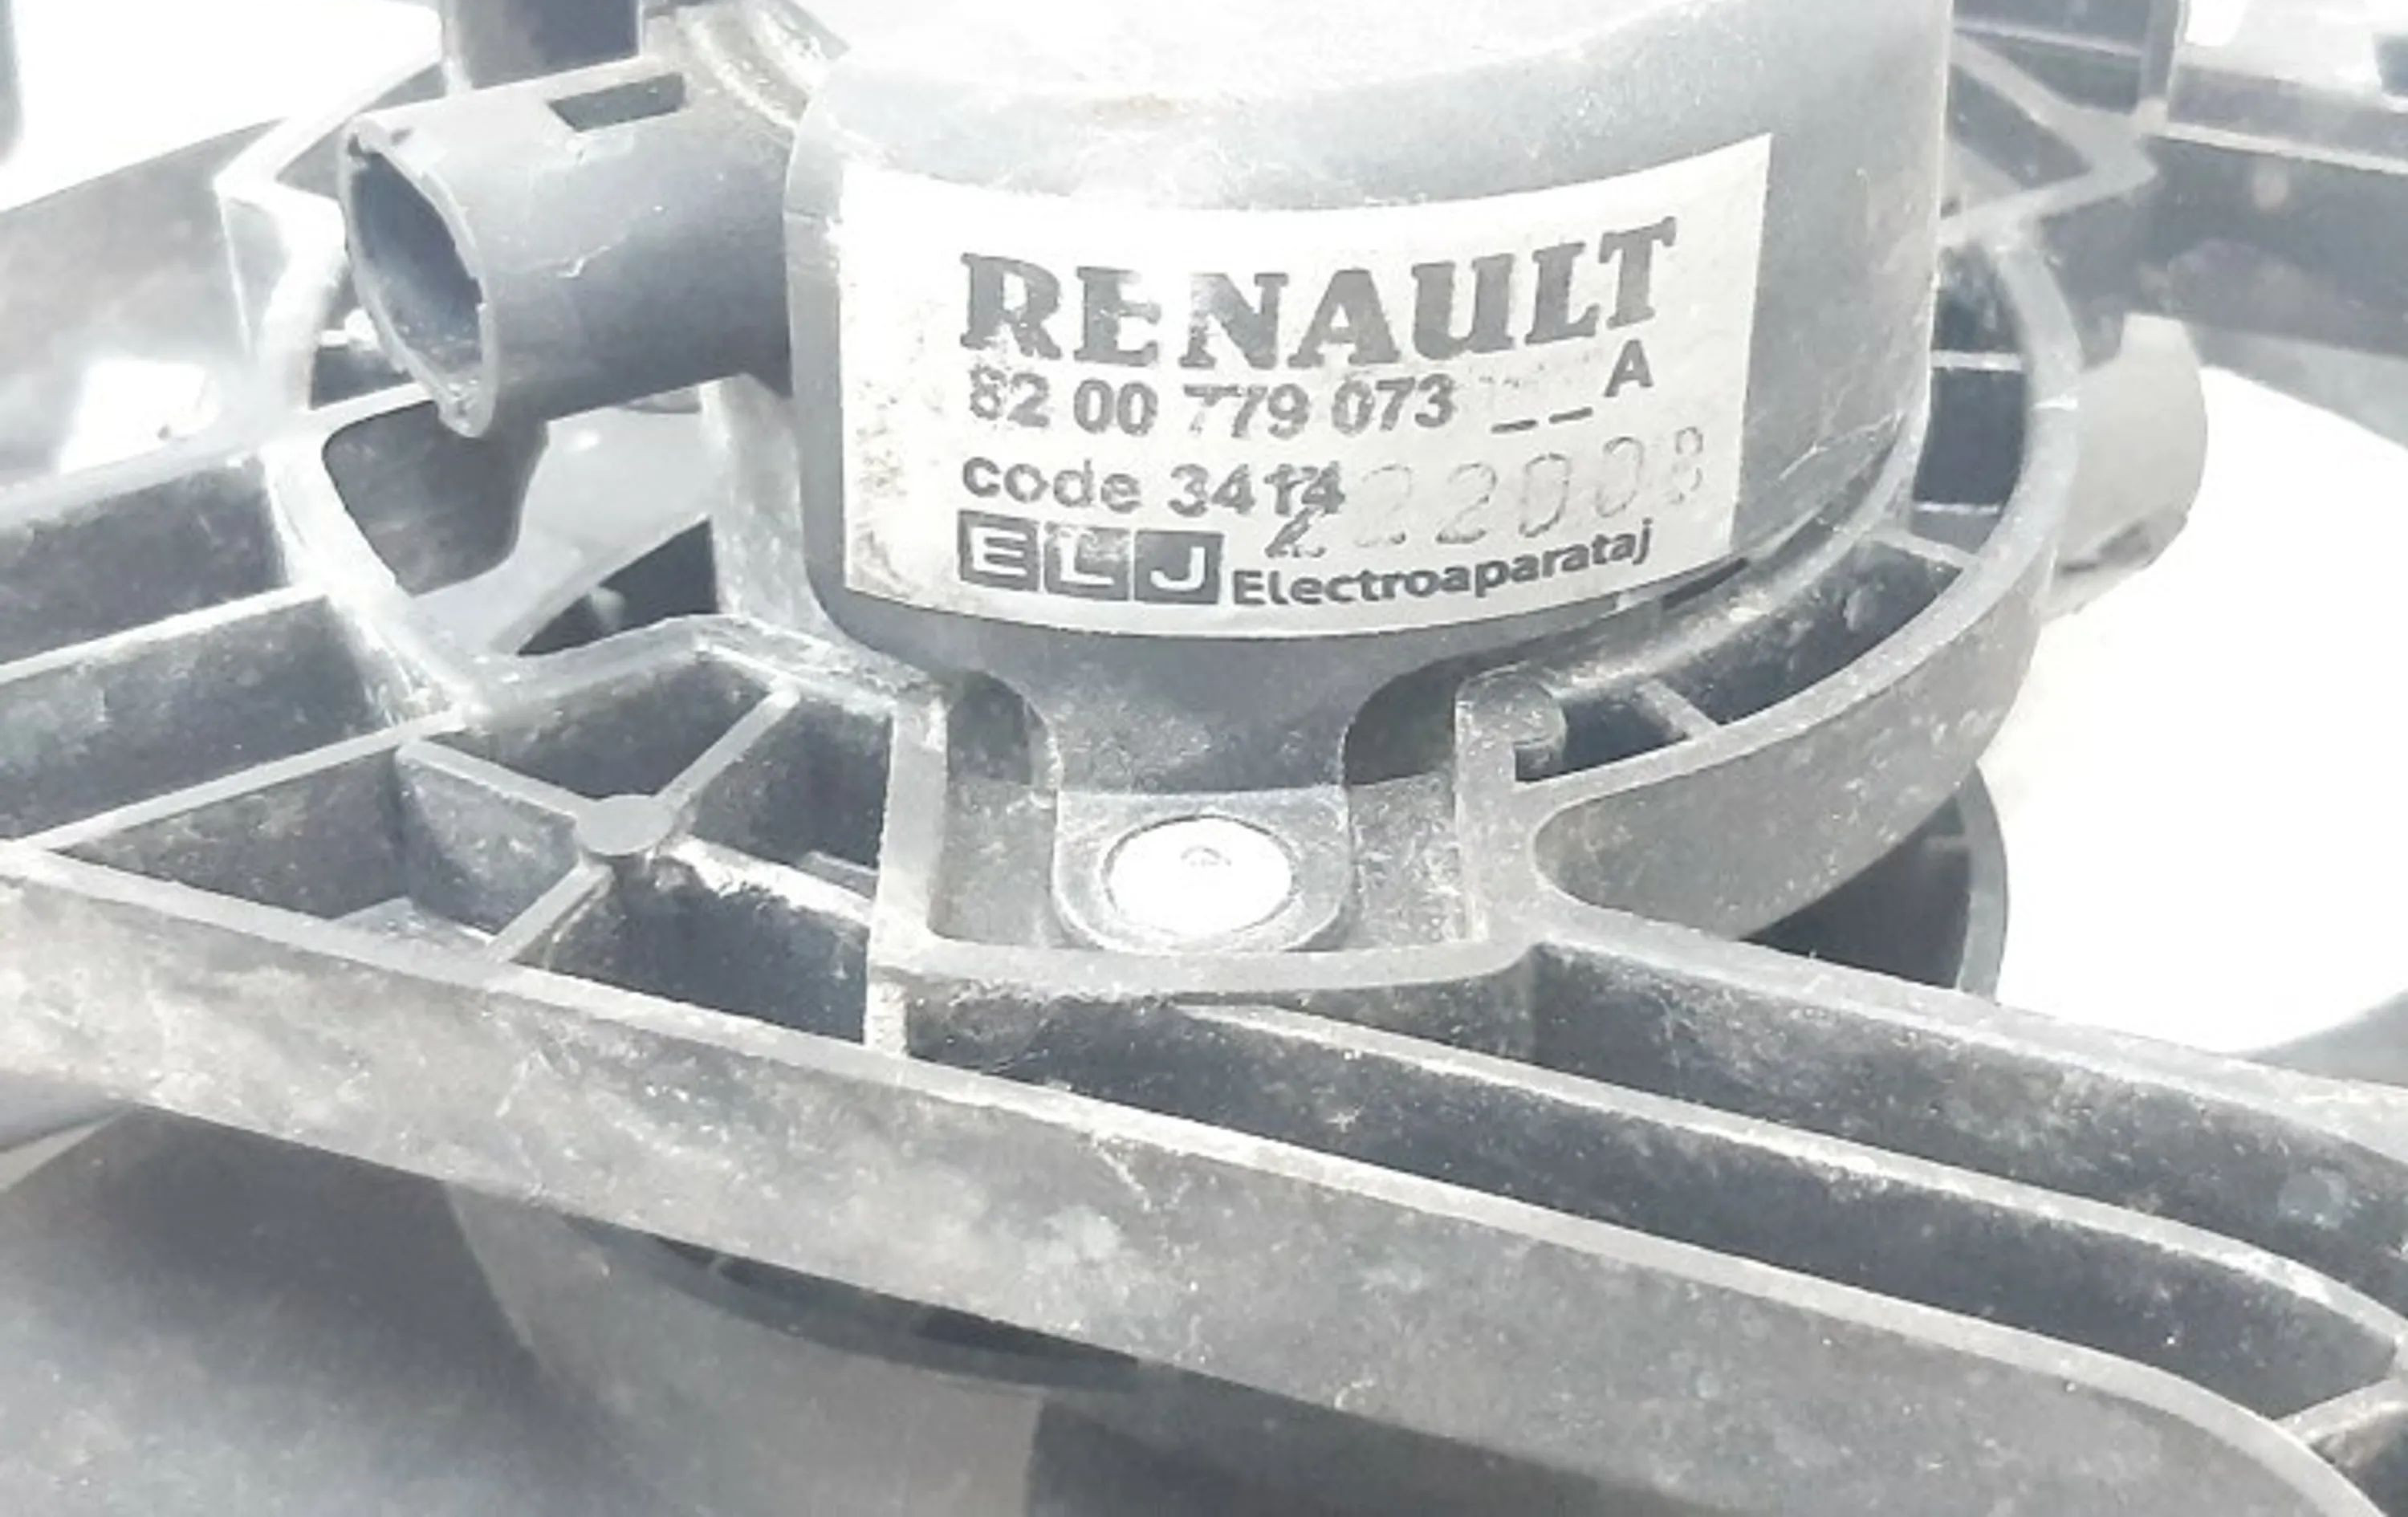 RENAULT
82 00 779 073 _ _ A
code 3414
ELJ Electroaparataj